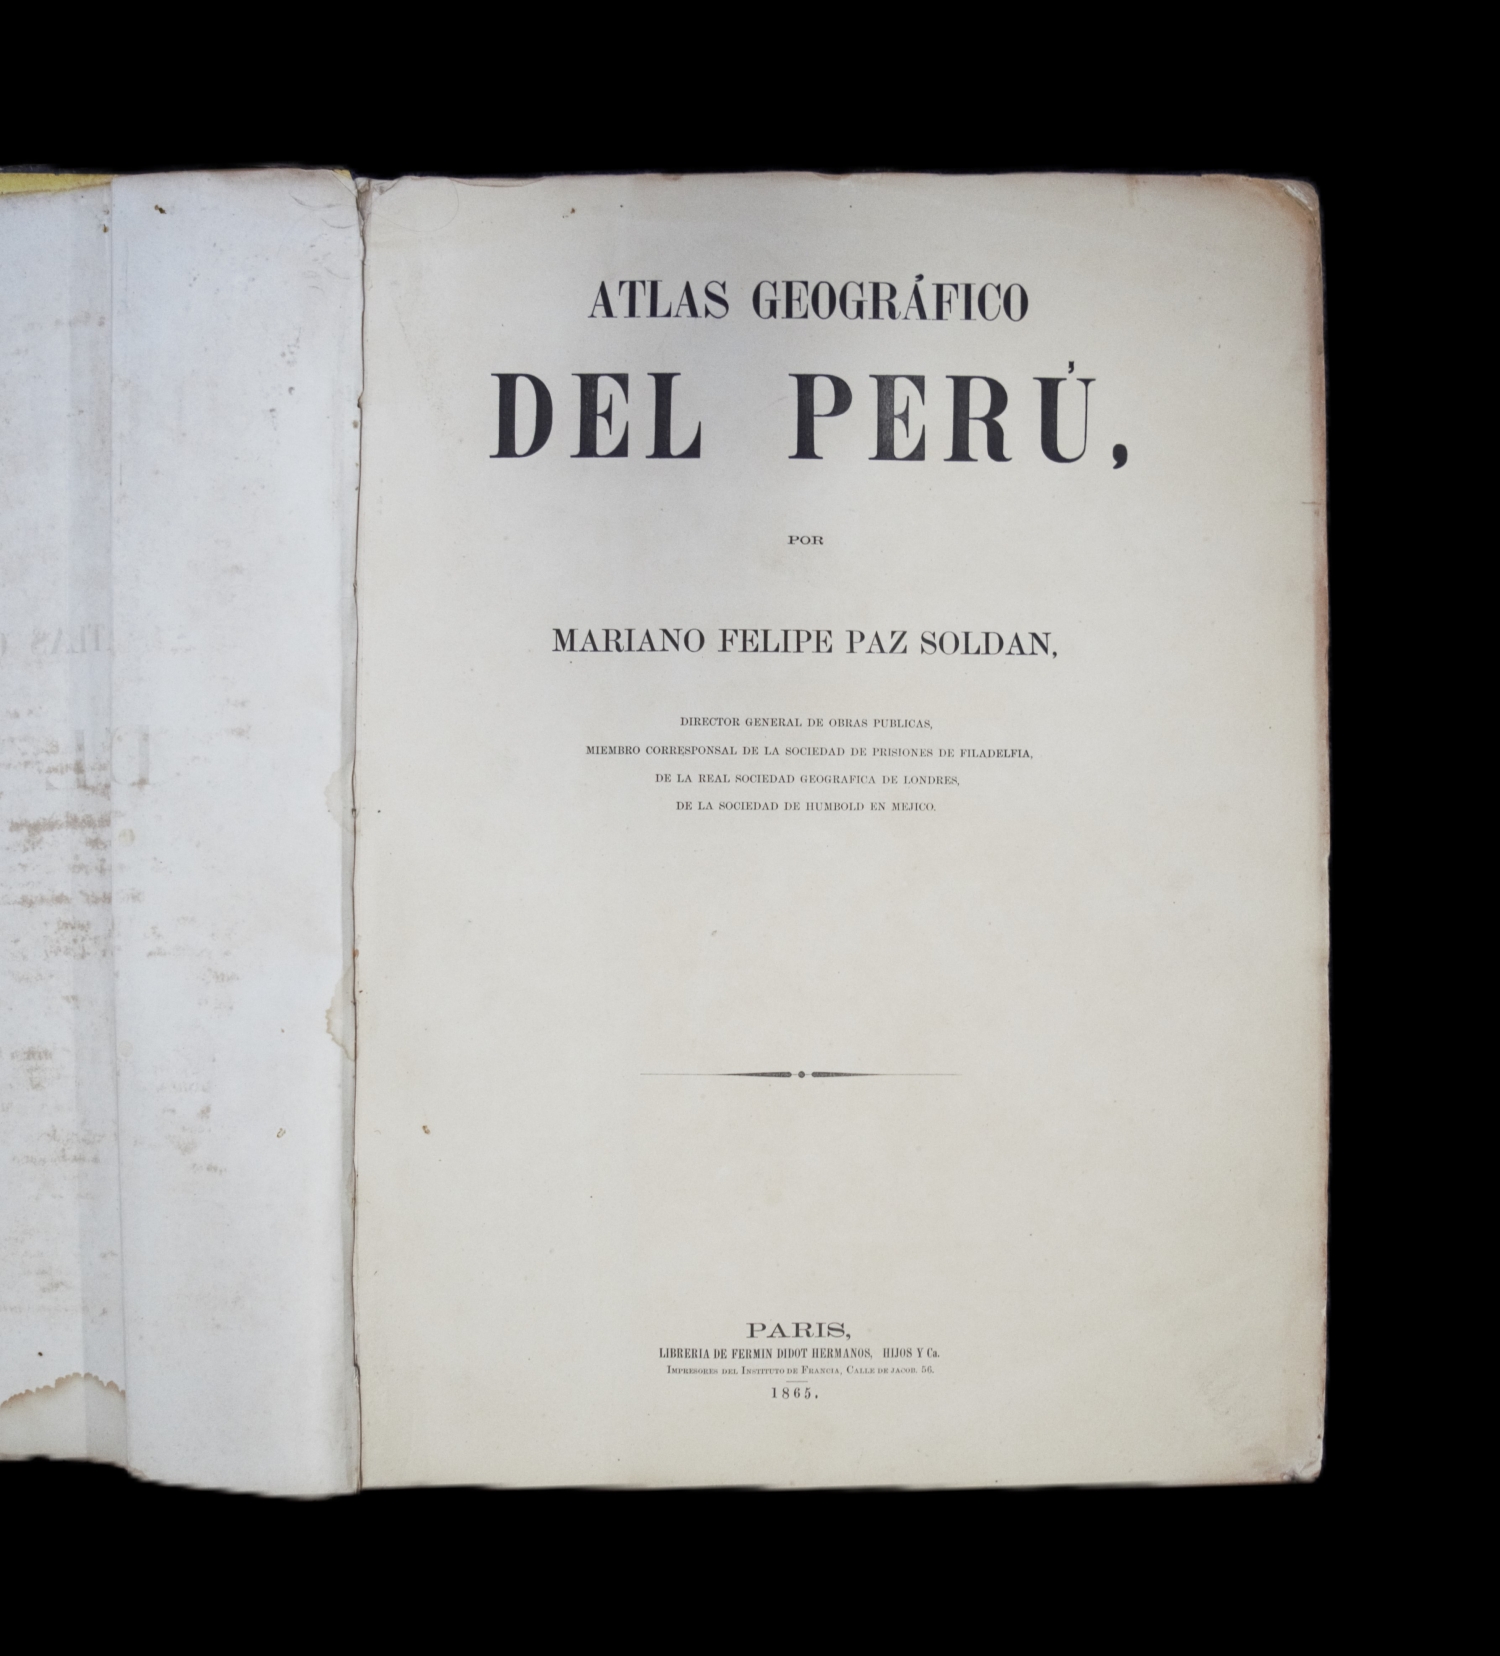 ATLAS GEOGRÁFICO
DEL PERÚ,
POR
MARIANO FELIPE PAZ SOLDAN,
DIRECTOR GENERAL DE OBRAS PUBLICAS,
MIEMBRO CORRESPONSAL DE LA SOCIEDAD DE PRISIONES DE FILADELFIA,
DE LA REAL SOCIEDAD GEOGRAFICA DE LONDRES,
DE LA SOCIEDAD DE HUMBOLD EN MEJICO.
PARIS,
LIBRERIA DE FERMIN DIDOT HERMANOS, HIJOS Y Ca.
IMPRESORES DEL INSTITUTO DE FRANCIA, CALLE DE JACOB. 56.
1865.